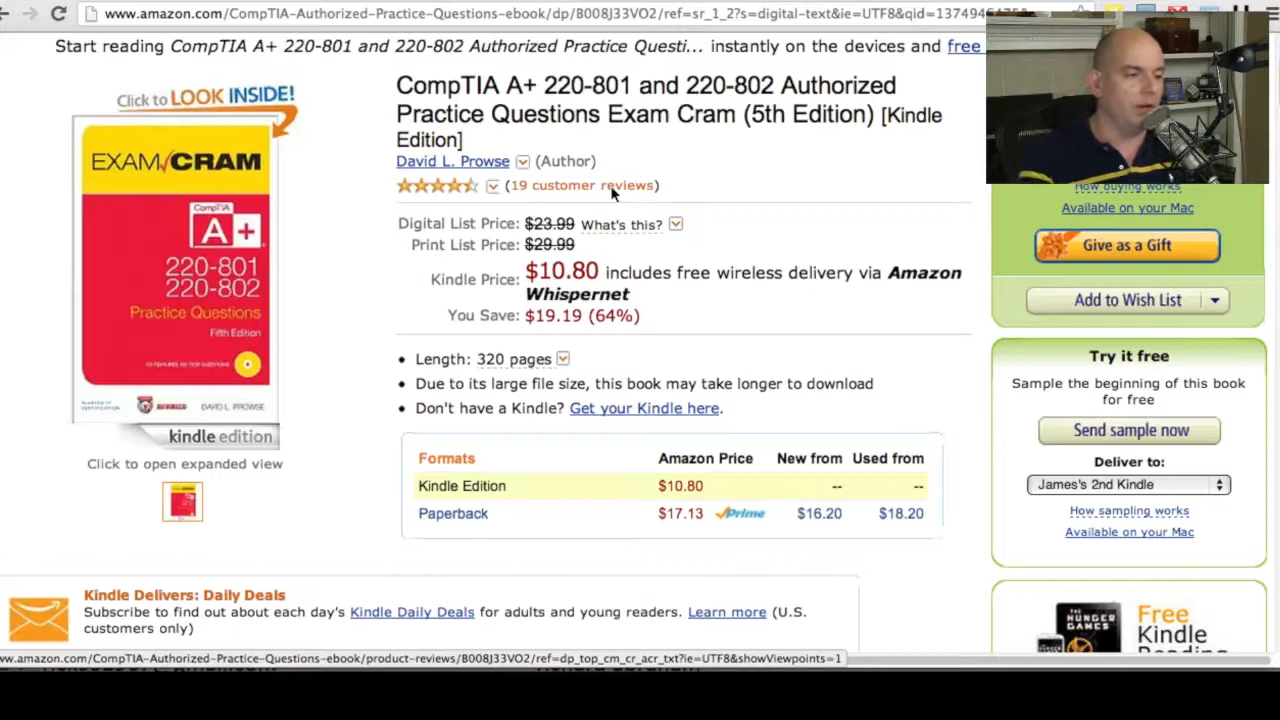 www.amazon.com/CompTIA-Authorized-Practice-Questions-ebook/dp/B008J33VO2/ref=sr_1_2?s=digital-text&ie=UTF8&qid=13749
Start reading CompTIA A+ 220-801 and 220-802 Authorized Practice Questi... instantly on the devices and free
Click to LOOK INSIDE!
EXAM CRAM
CompTIA
A+
220-801
220-802
Practice Questions
Fifth Edition
DAVID L. PROWSE
kindle edition
Click to open expanded view
CompTIA A+ 220-801 and 220-802 Authorized
Practice Questions Exam Cram (5th Edition) [Kindle
Edition]
David L. Prowse (Author)
(19 customer reviews)
Digital List Price: $23.99 What's this?
Print List Price: $29.99
Kindle Price: $10.80 includes free wireless delivery via Amazon
Whispernet
You Save: $19.19 (64%)
• Length: 320 pages
• Due to its large file size, this book may take longer to download
• Don't have a Kindle? Get your Kindle here.
Formats Amazon Price New from Used from
Kindle Edition $10.80 -- --
Paperback $17.13 Prime $16.20 $18.20
How buying works
Available on your Mac
Give as a Gift
Add to Wish List
Try it free
Sample the beginning of this book
for free
Send sample now
Deliver to:
James's 2nd Kindle
How sampling works
Available on your Mac
THE
HUNGER
GAMES
Free
Kindle
Reading
Kindle Delivers: Daily Deals
Subscribe to find out about each day's Kindle Daily Deals for adults and young readers. Learn more (U.S.
customers only)
ww.amazon.com/CompTIA-Authorized-Practice-Questions-ebook/product-reviews/B008J33VO2/ref=dp_top_cm_cr_acr_txt?ie=UTF8&showViewpoints=1